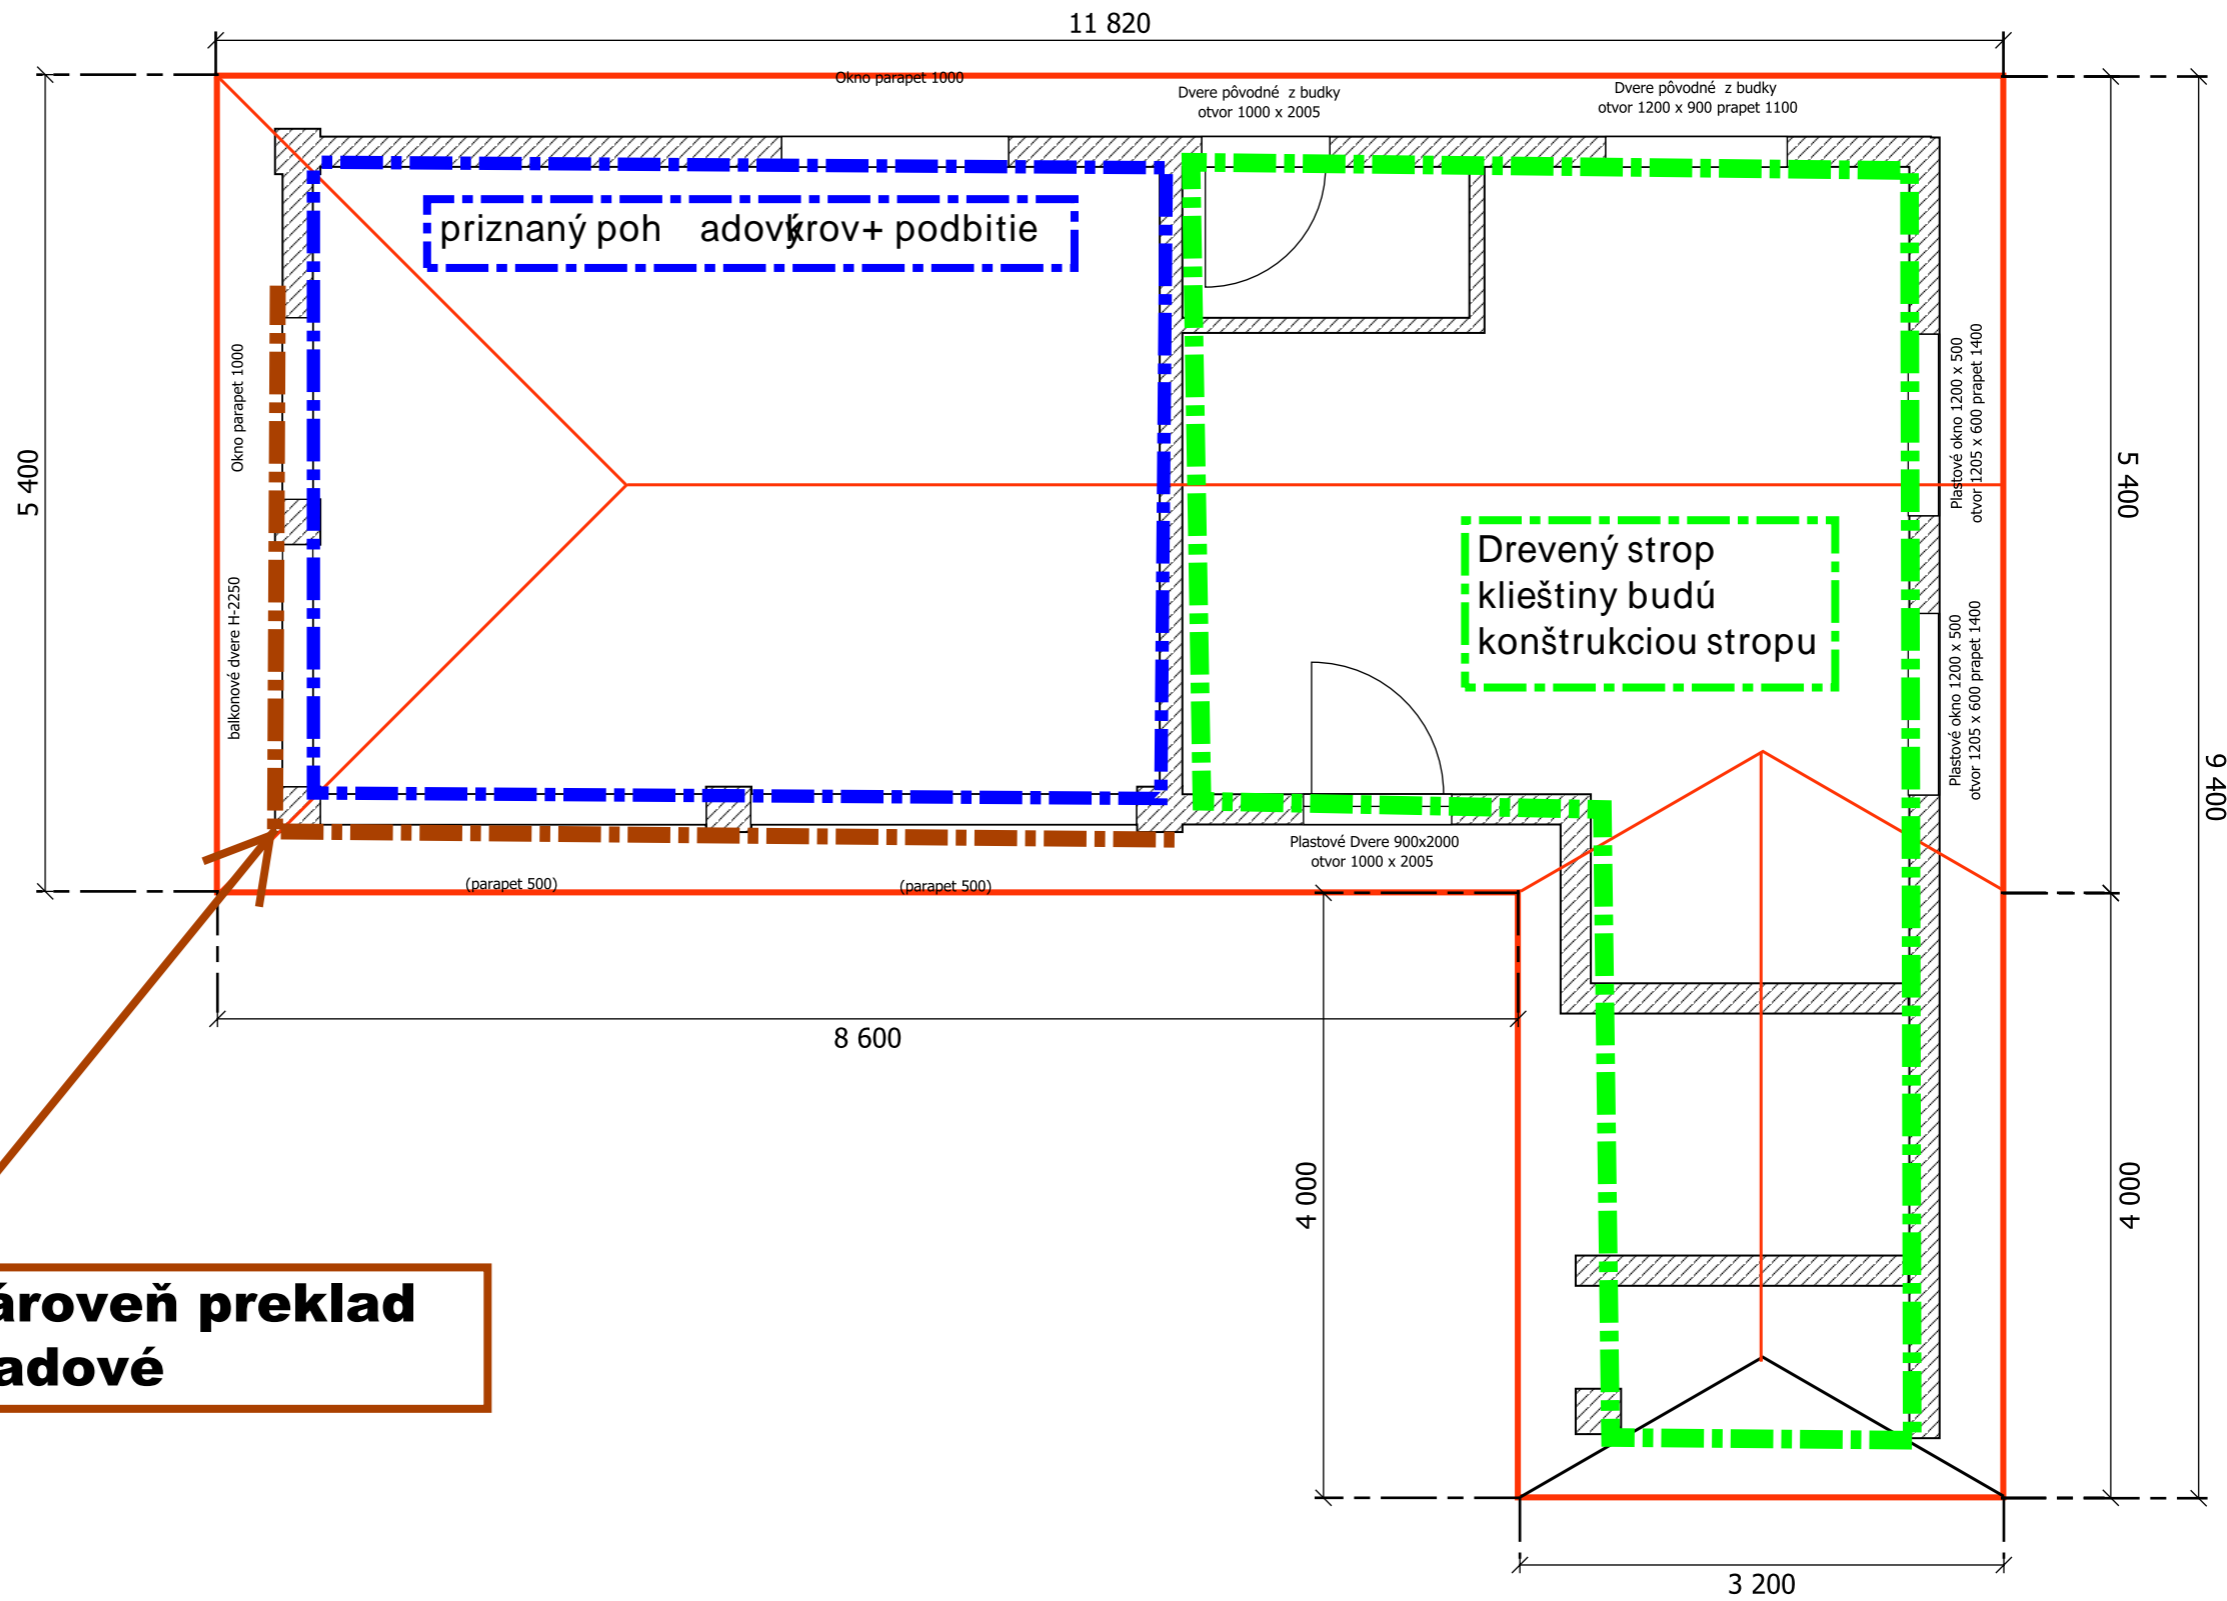 11 820
Okno parapet 1000
Dvere pôvodné z budky
otvor 1000 x 2005
Dvere pôvodné z budky
otvor 1200 x 900 prapet 1100
priznaný poh adový krov+ podbitie
Okno parapet 1000
balkonové dvere H-2250
5 400
Plastové okno 1200 x 500
otvor 1205 x 600 prapet 1400
5 400
9 400
Drevený strop
klieštiny budú
konštrukciou stropu
Plastové okno 1200 x 500
otvor 1205 x 600 prapet 1400
Plastové Dvere 900x2000
otvor 1000 x 2005
(parapet 500)
(parapet 500)
8 600
4 000
4 000
ároveň preklad
adové
3 200